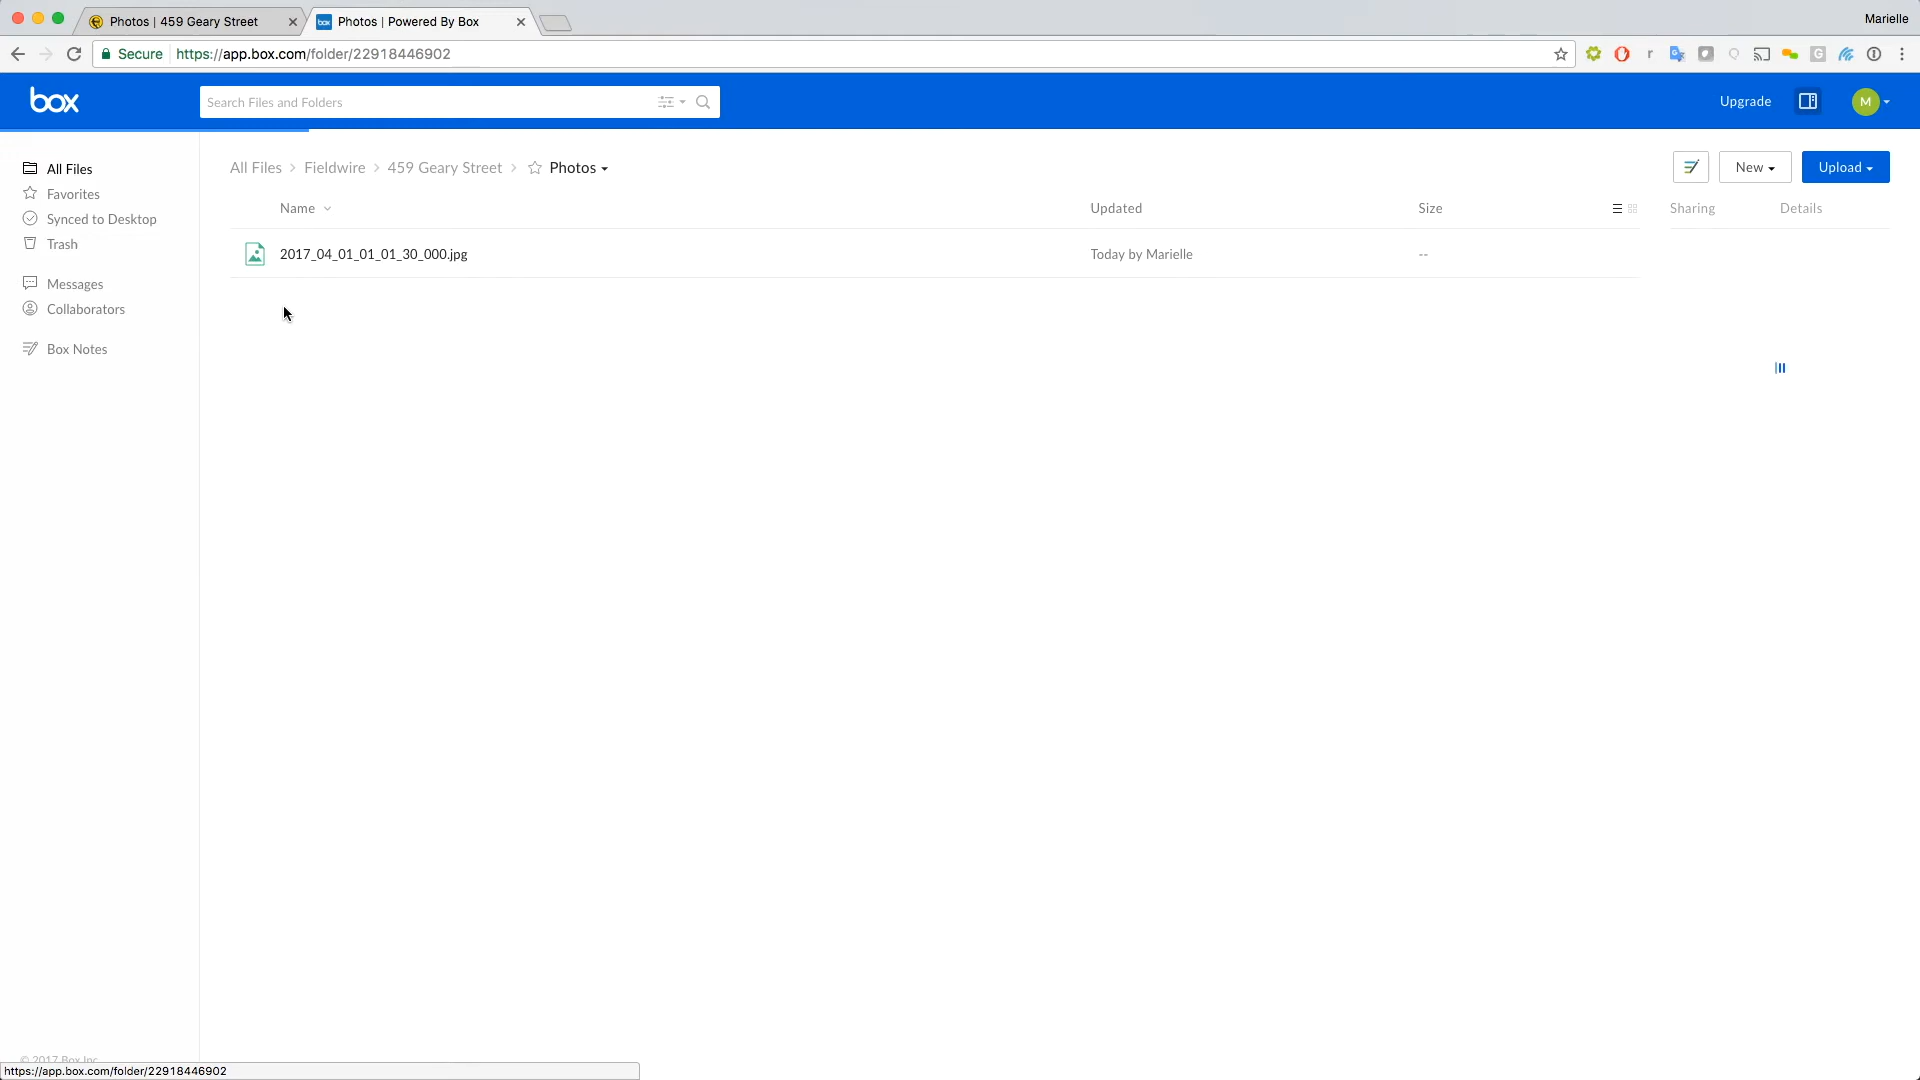 Photos | 459 Geary Street
Photos | Powered By Box
Marielle
Secure https://app.box.com/folder/22918446902
box
Search Files and Folders
Upgrade
M
All Files
Favorites
Synced to Desktop
Trash
Messages
Collaborators
Box Notes
All Files > Fieldwire > 459 Geary Street > Photos
New
Upload
Name
Updated
Size
Sharing
Details
2017_04_01_01_01_30_000.jpg
Today by Marielle
--
© 2017 Box Inc
https://app.box.com/folder/22918446902